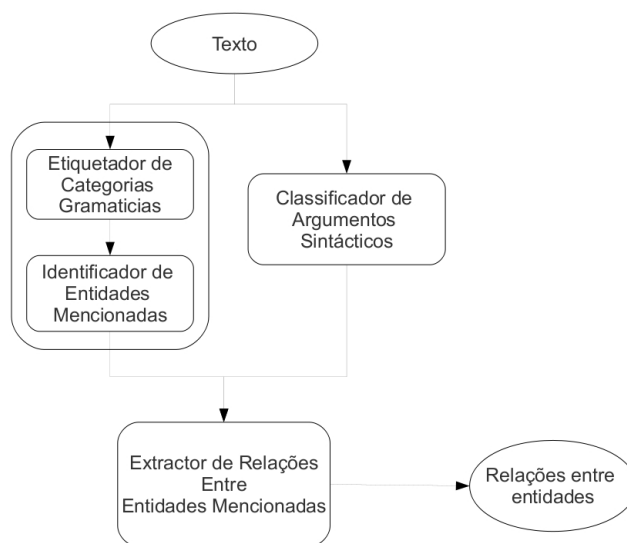 Texto
Etiquetador de
Categorias
Gramaticias
Classificador de
Argumentos
Sintácticos
Identificador de
Entidades
Mencionadas
Extractor de Relações
Entre
Entidades Mencionadas
Relações entre
entidades